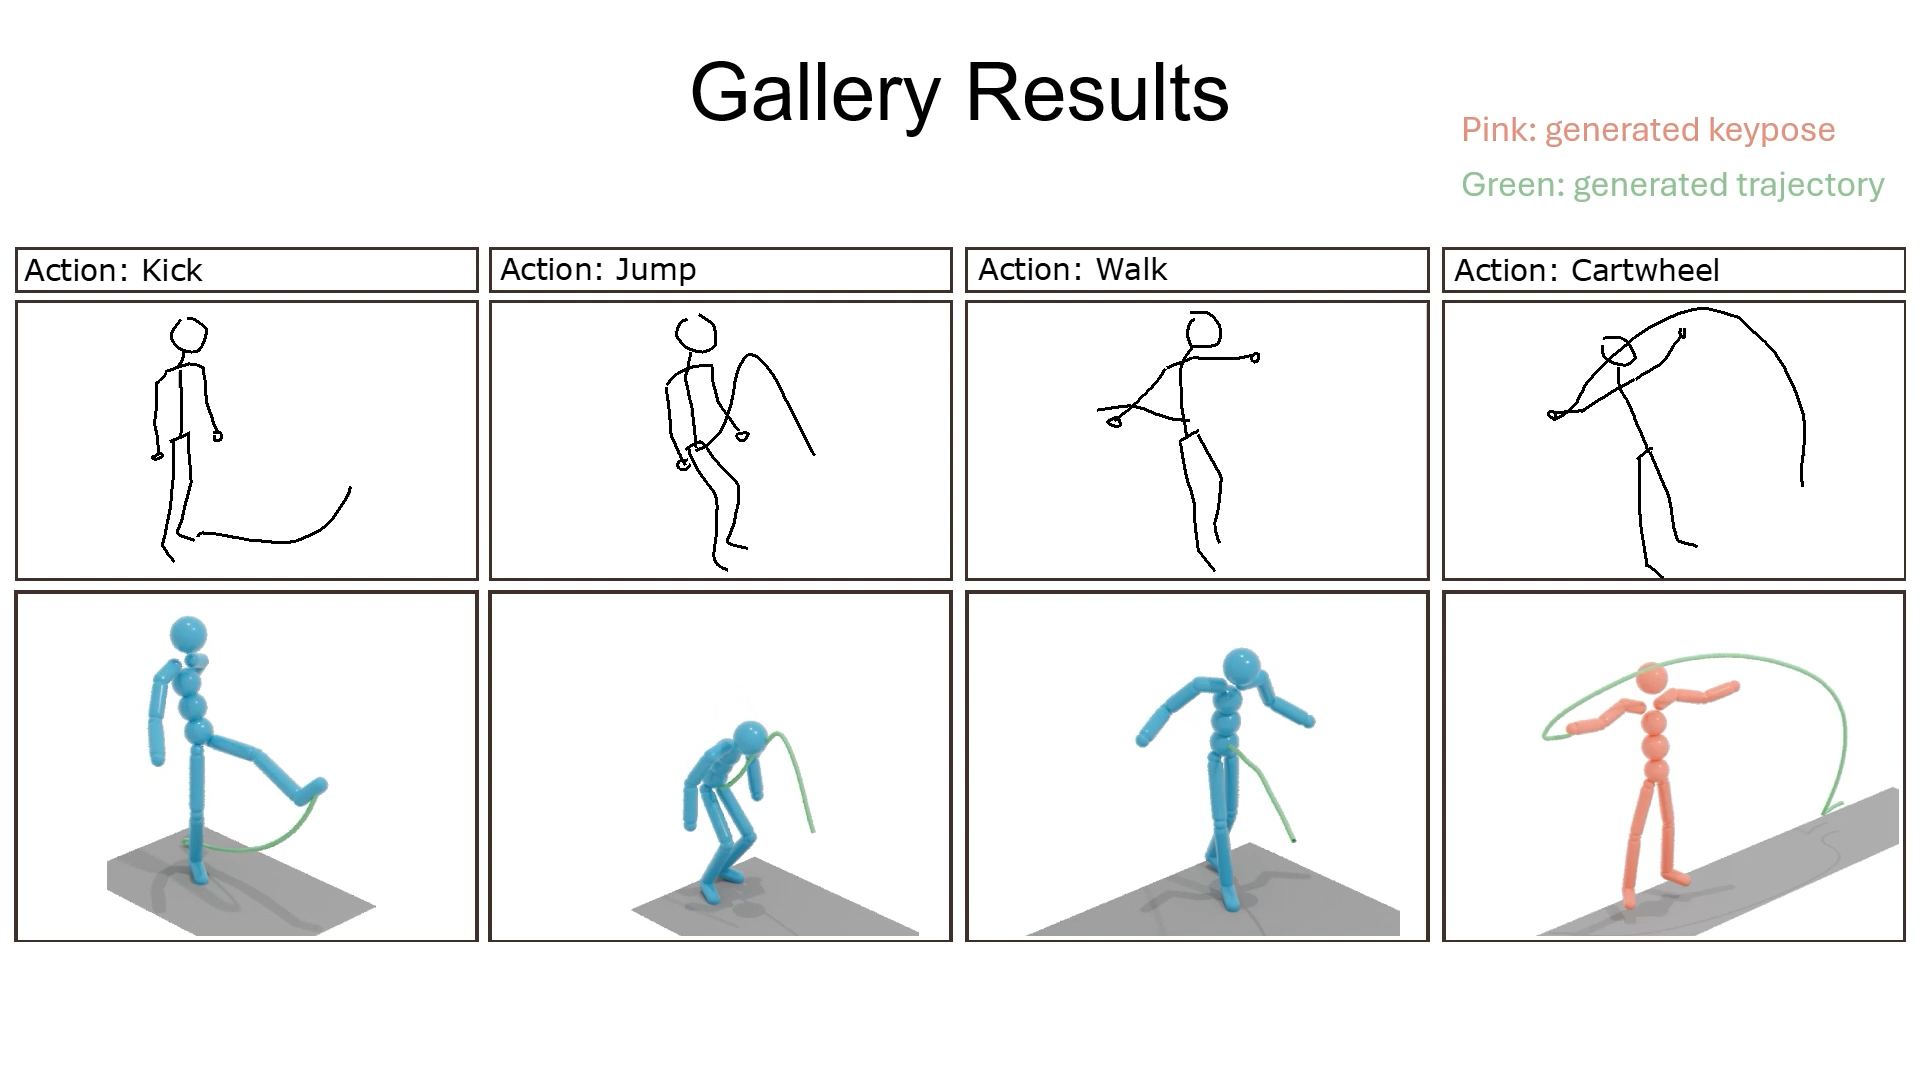 Gallery Results
Pink: generated keypose
Green: generated trajectory
Action: Kick
Action: Jump
Action: Walk
Action: Cartwheel